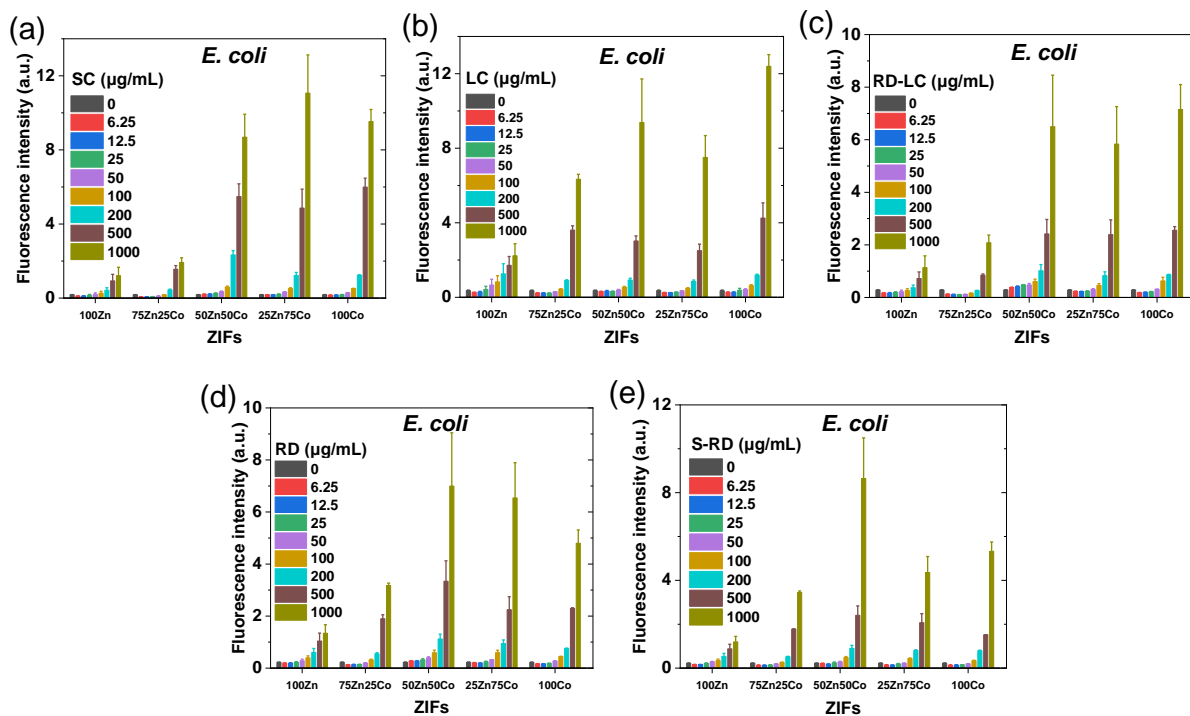 (a)
E. coli
SC (µg/mL)
0
6.25
12.5
25
50
100
200
500
1000
Fluorescence intensity (a.u.)
12
8
4
0
100Zn 75Zn25Co 50Zn50Co 25Zn75Co 100Co
ZIFs
(b)
E. coli
LC (µg/mL)
0
6.25
12.5
25
50
100
200
500
1000
Fluorescence intensity (a.u.)
12
8
4
0
100Zn 75Zn25Co 50Zn50Co 25Zn75Co 100Co
ZIFs
(c)
E. coli
RD-LC (µg/mL)
0
6.25
12.5
25
50
100
200
500
1000
Fluorescence intensity (a.u.)
10
8
6
4
2
0
100Zn 75Zn25Co 50Zn50Co 25Zn75Co 100Co
ZIFs
(d)
E. coli
RD (µg/mL)
0
6.25
12.5
25
50
100
200
500
1000
Fluorescence intensity (a.u.)
10
8
6
4
2
0
100Zn 75Zn25Co 50Zn50Co 25Zn75Co 100Co
ZIFs
(e)
E. coli
S-RD (µg/mL)
0
6.25
12.5
25
50
100
200
500
1000
Fluorescence intensity (a.u.)
12
8
4
0
100Zn 75Zn25Co 50Zn50Co 25Zn75Co 100Co
ZIFs